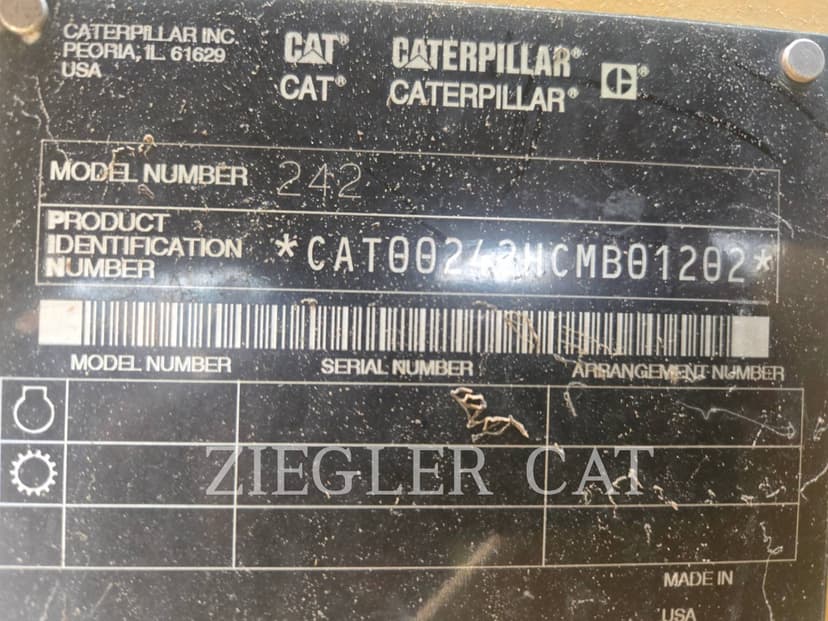 CATERPILLAR INC.
PEORIA, IL 61629
USA
CAT®
CAT®
CATERPILLAR®
CATERPILLAR®
MODEL NUMBER 242
PRODUCT
IDENTIFICATION
NUMBER
*CAT00242HCMB01202*
MODEL NUMBER SERIAL NUMBER ARRANGEMENT NUMBER
ZIEGLER CAT
MADE IN
USA